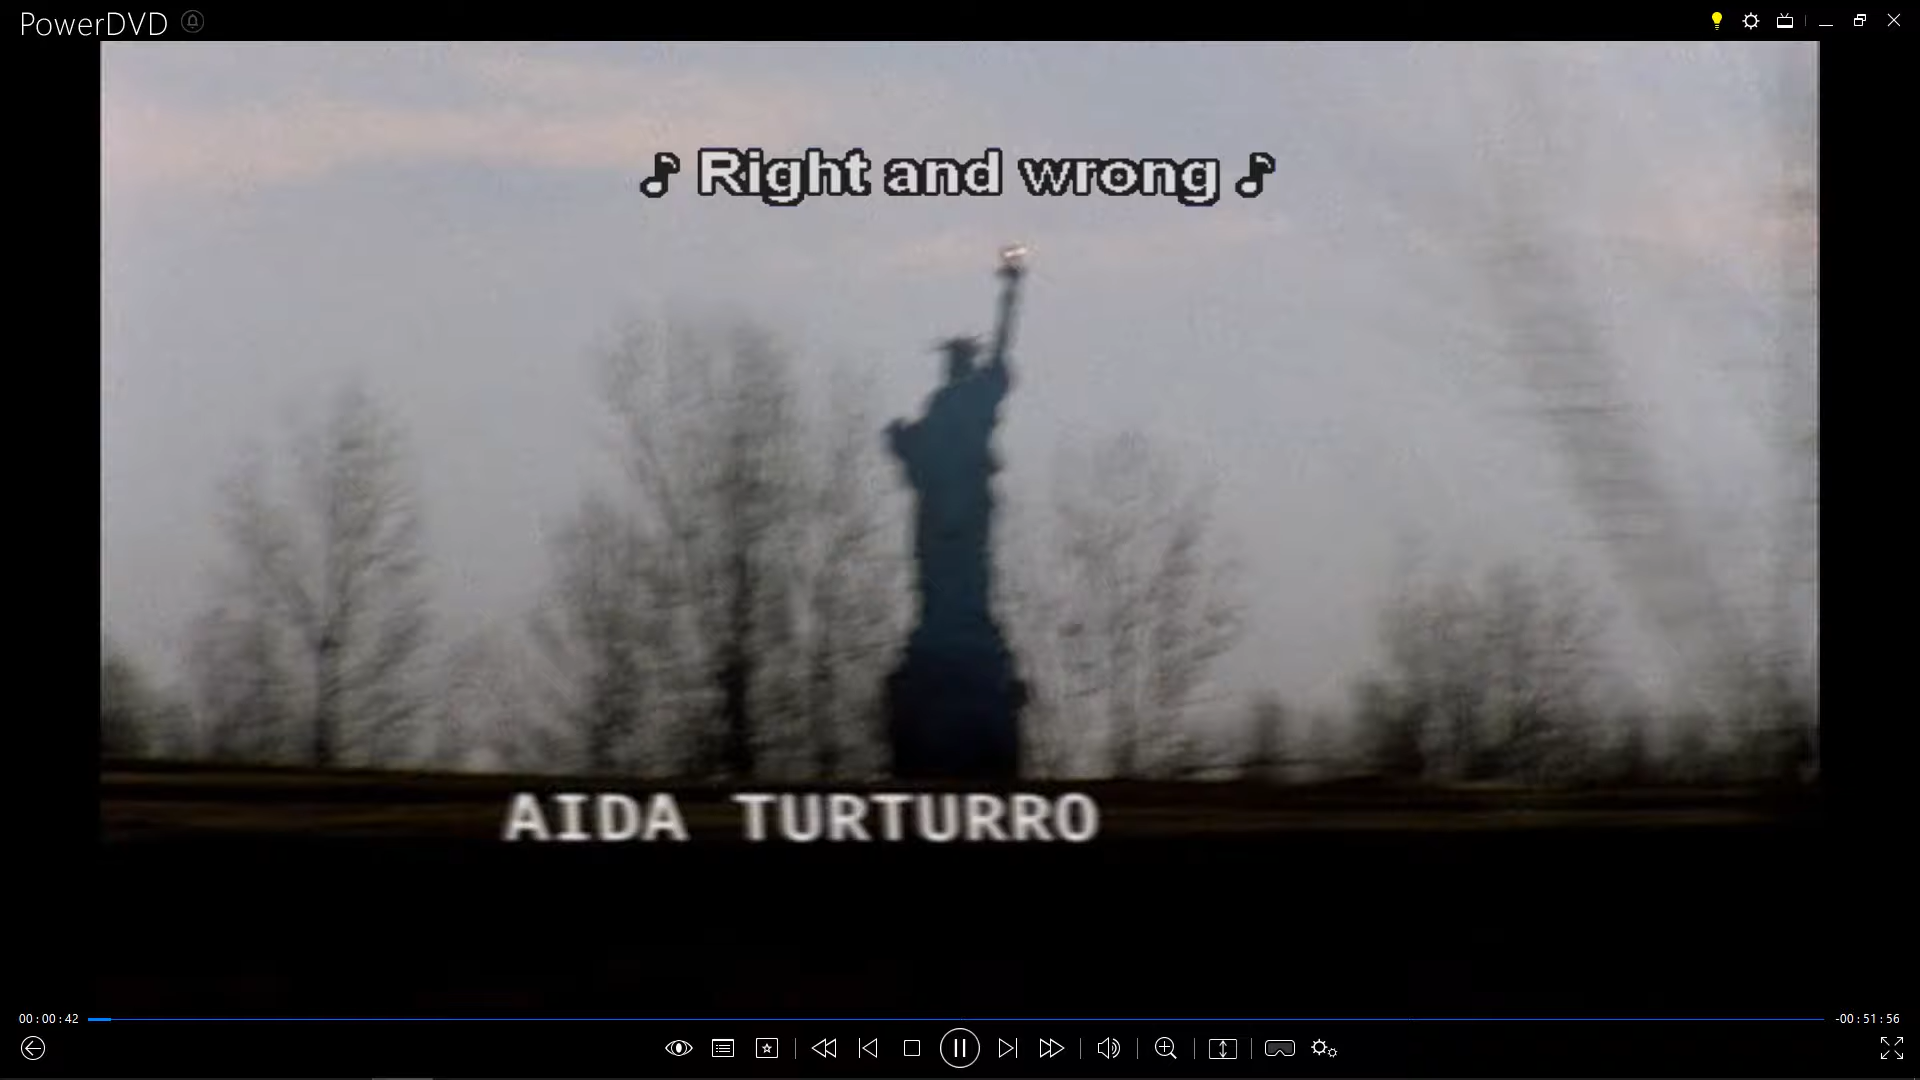 PowerDVD
♪ Right and wrong ♪
AIDA TURTURRO
00:00:42
-00:51:56